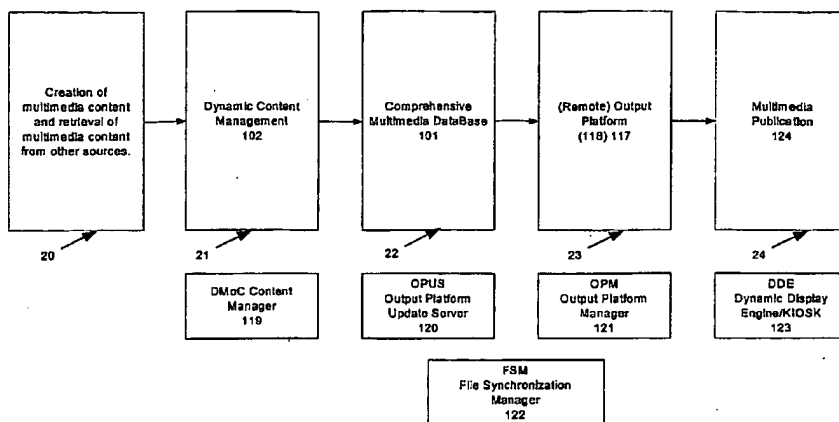 Creation of
multimedia content
and retrieval of
multimedia content
from other sources.
Dynamic Content
Management
102
Comprehensive
Multimedia DataBase
101
(Remote) Output
Platform
(118) 117
Multimedia
Publication
124
20
21
22
23
24
DMoC Content
Manager
119
OPUS
Output Platform
Update Server
120
OPM
Output Platform
Manager
121
DDE
Dynamic Display
Engine/KIOSK
123
FSM
File Synchronization
Manager
122